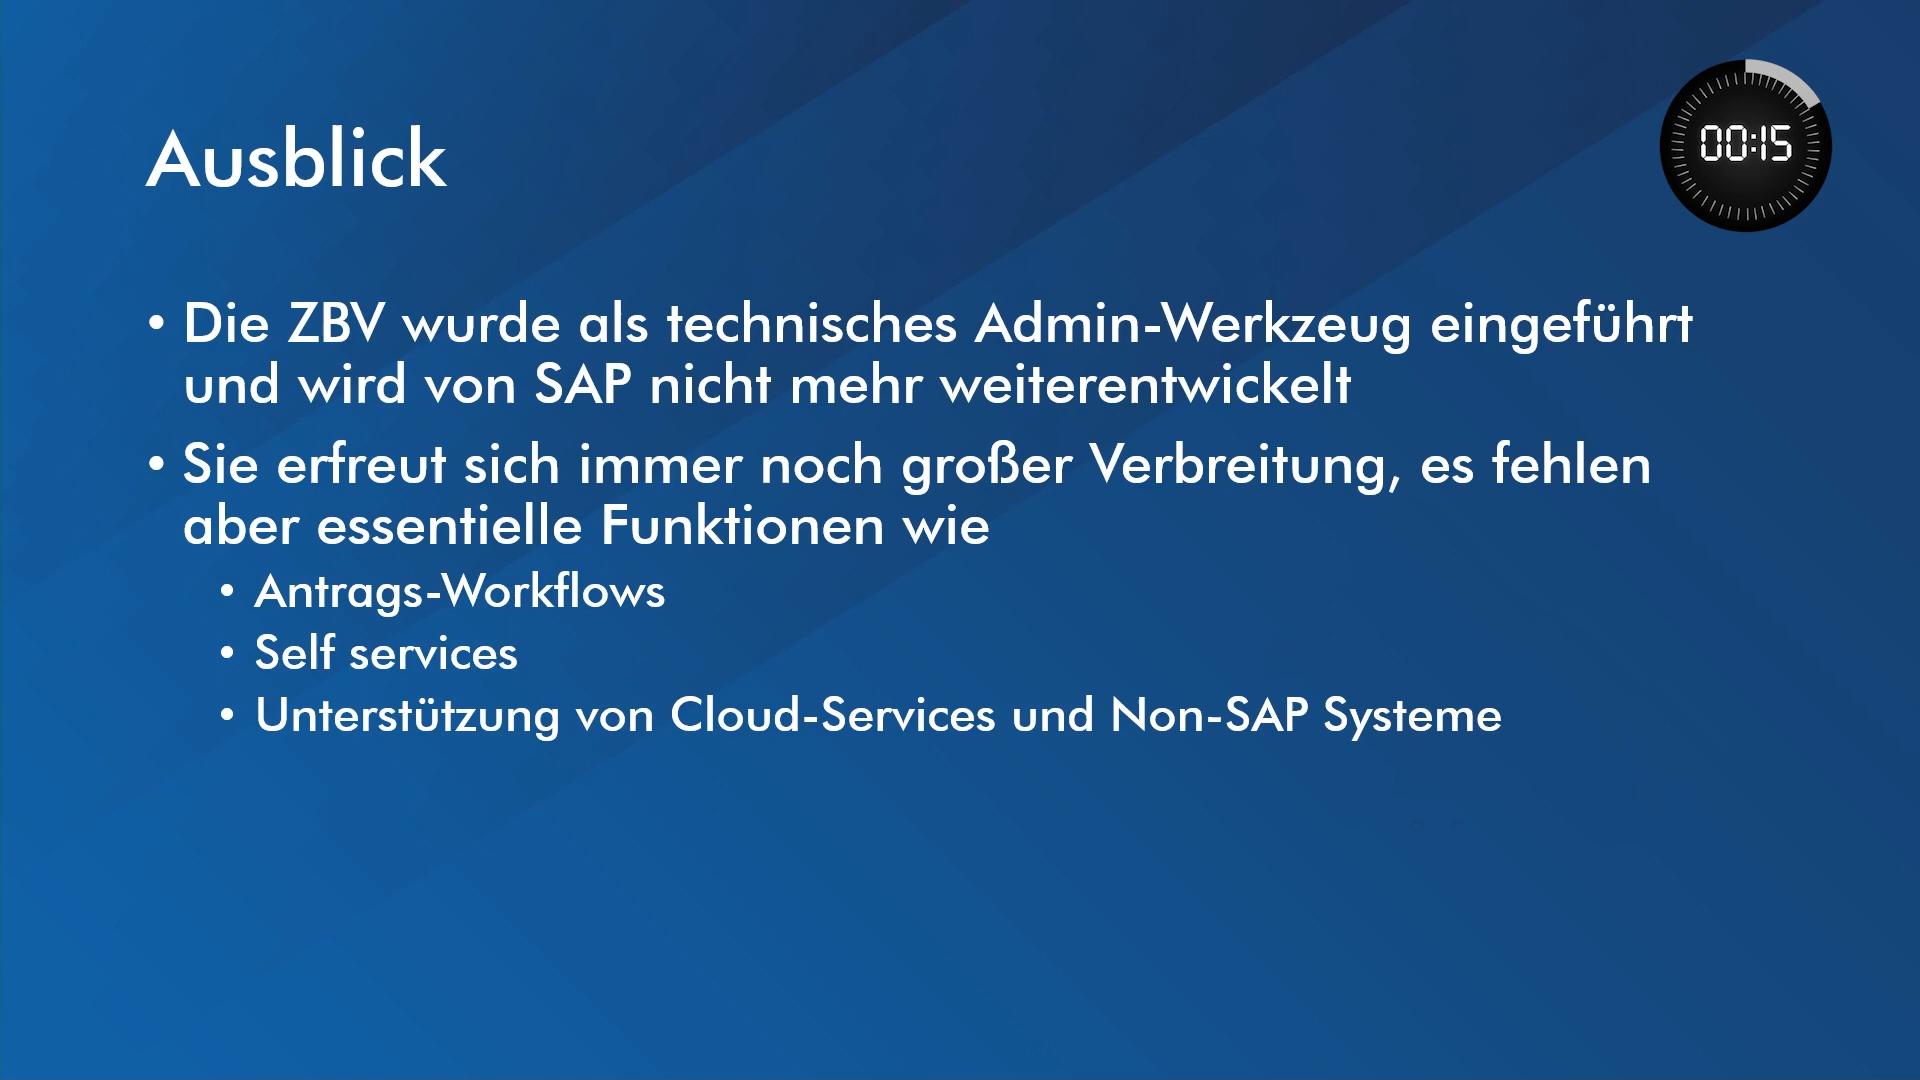 Ausblick
00:15
• Die ZBV wurde als technisches Admin-Werkzeug eingeführt
und wird von SAP nicht mehr weiterentwickelt
• Sie erfreut sich immer noch großer Verbreitung, es fehlen
aber essentielle Funktionen wie
• Antrags-Workflows
• Self services
• Unterstützung von Cloud-Services und Non-SAP Systeme